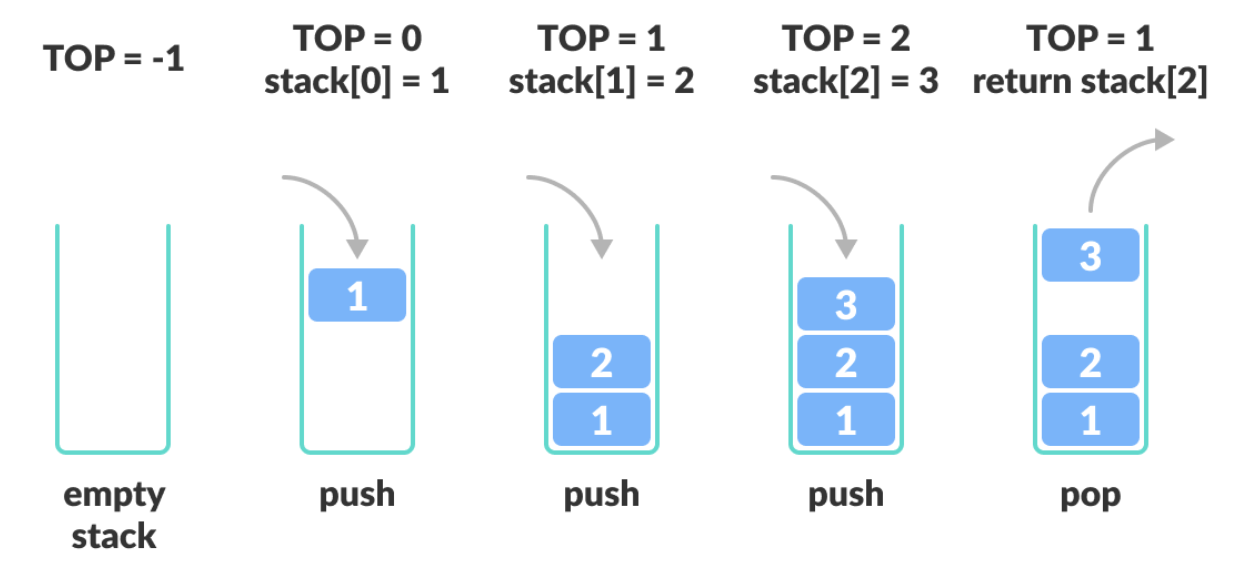 TOP = -1
TOP = 0
stack[0] = 1
TOP = 1
stack[1] = 2
TOP = 2
stack[2] = 3
TOP = 1
return stack[2]
1
2
1
3
2
1
3
2
1
empty
stack
push
push
push
pop